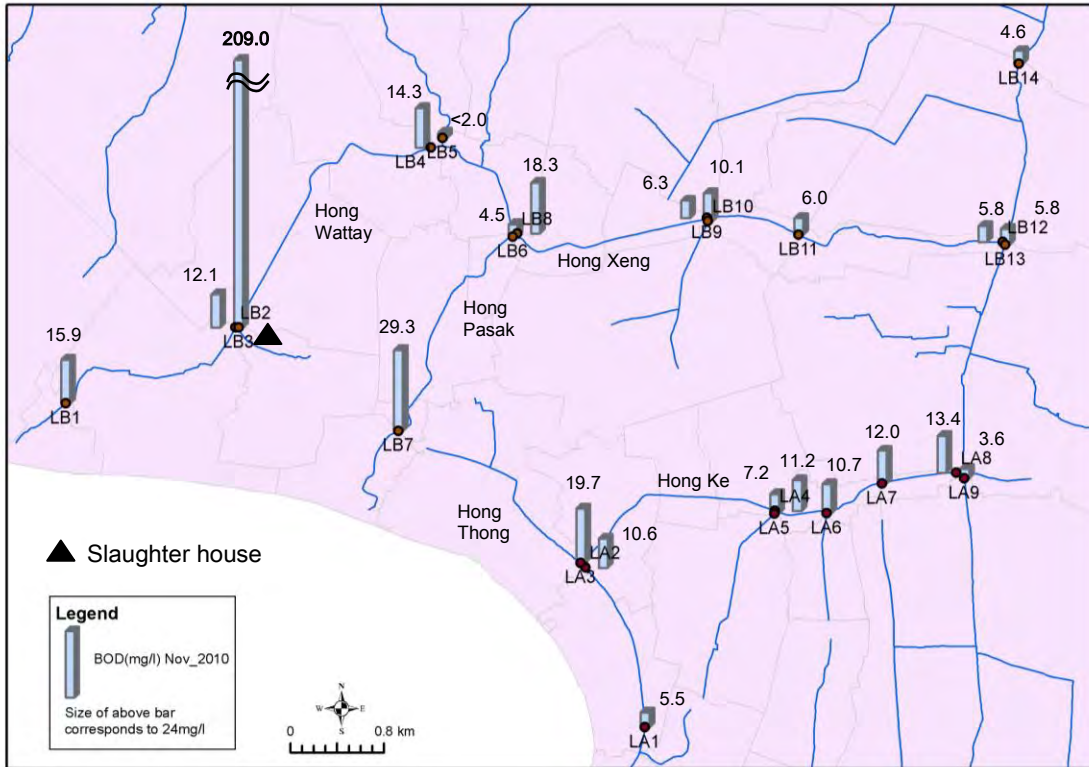 209.0
4.6
LB14
14.3
<2.0
LB4
LB5
18.3
6.3
10.1
LB10
LB9
6.0
LB11
5.8
5.8
LB12
LB13
4.5
LB8
LB6
Hong
Wattay
Hong Xeng
12.1
LB2
LB3
15.9
LB1
Hong
Pasak
29.3
LB7
13.4
3.6
LA8
LA9
12.0
LA7
11.2
10.7
7.2
LA4
LA5
LA6
Hong Ke
19.7
Hong
Thong
10.6
LA2
LA3
5.5
LA1
Slaughter house
Legend
BOD(mg/l) Nov_2010
Size of above bar
corresponds to 24mg/l
N
W E
S
0 0.8 km